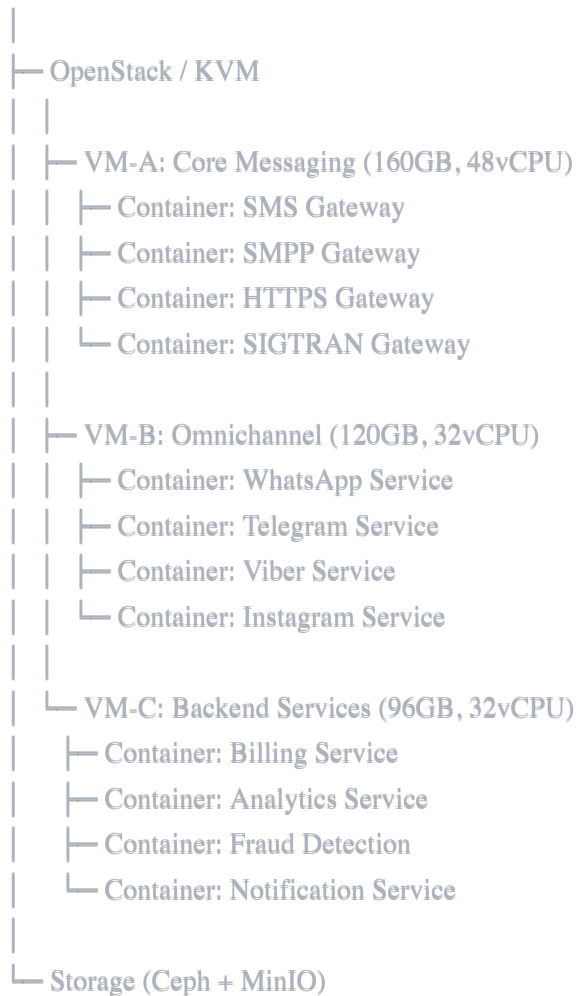 OpenStack / KVM
VM-A: Core Messaging (160GB, 48vCPU)
Container: SMS Gateway
Container: SMPP Gateway
Container: HTTPS Gateway
Container: SIGTRAN Gateway
VM-B: Omnichannel (120GB, 32vCPU)
Container: WhatsApp Service
Container: Telegram Service
Container: Viber Service
Container: Instagram Service
VM-C: Backend Services (96GB, 32vCPU)
Container: Billing Service
Container: Analytics Service
Container: Fraud Detection
Container: Notification Service
Storage (Ceph + MinIO)